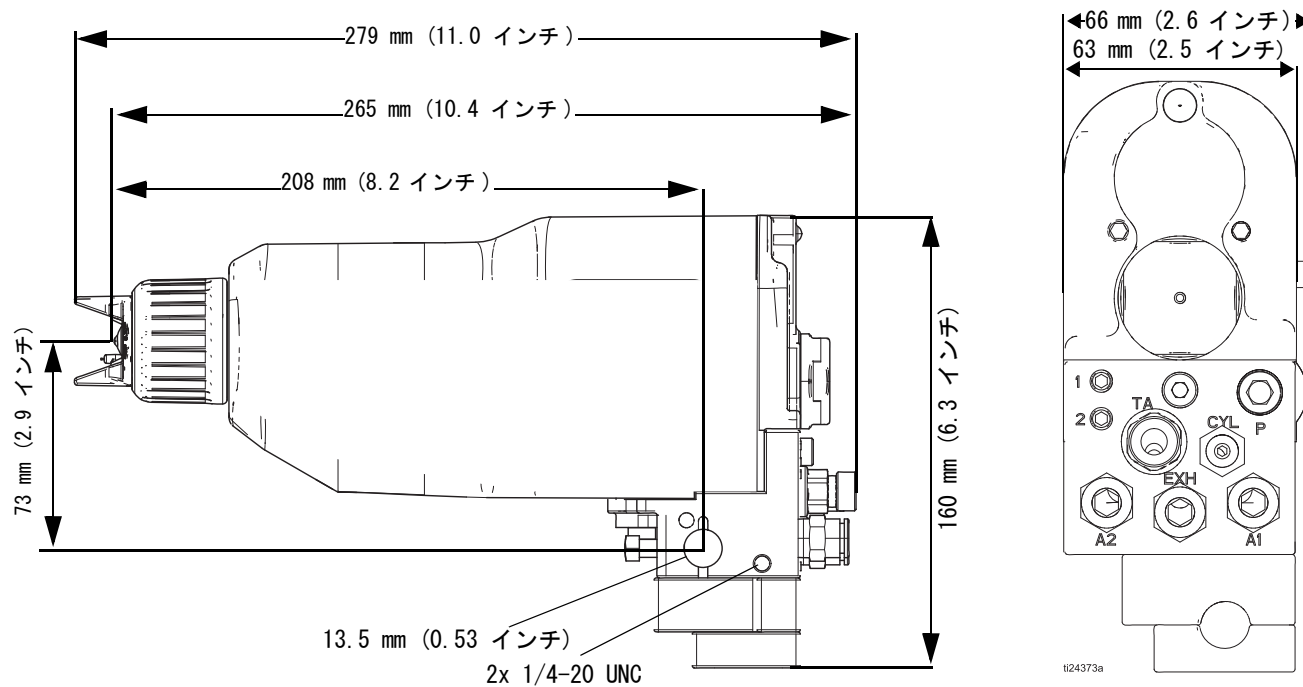 279 mm (11.0 インチ)
66 mm (2.6 インチ)
63 mm (2.5 インチ)
265 mm (10.4 インチ)
208 mm (8.2 インチ)
73 mm (2.9 インチ)
160 mm (6.3 インチ)
1
2
TA
CYL
P
EXH
A2
A1
13.5 mm (0.53 インチ)
2x 1/4-20 UNC
ti24373a